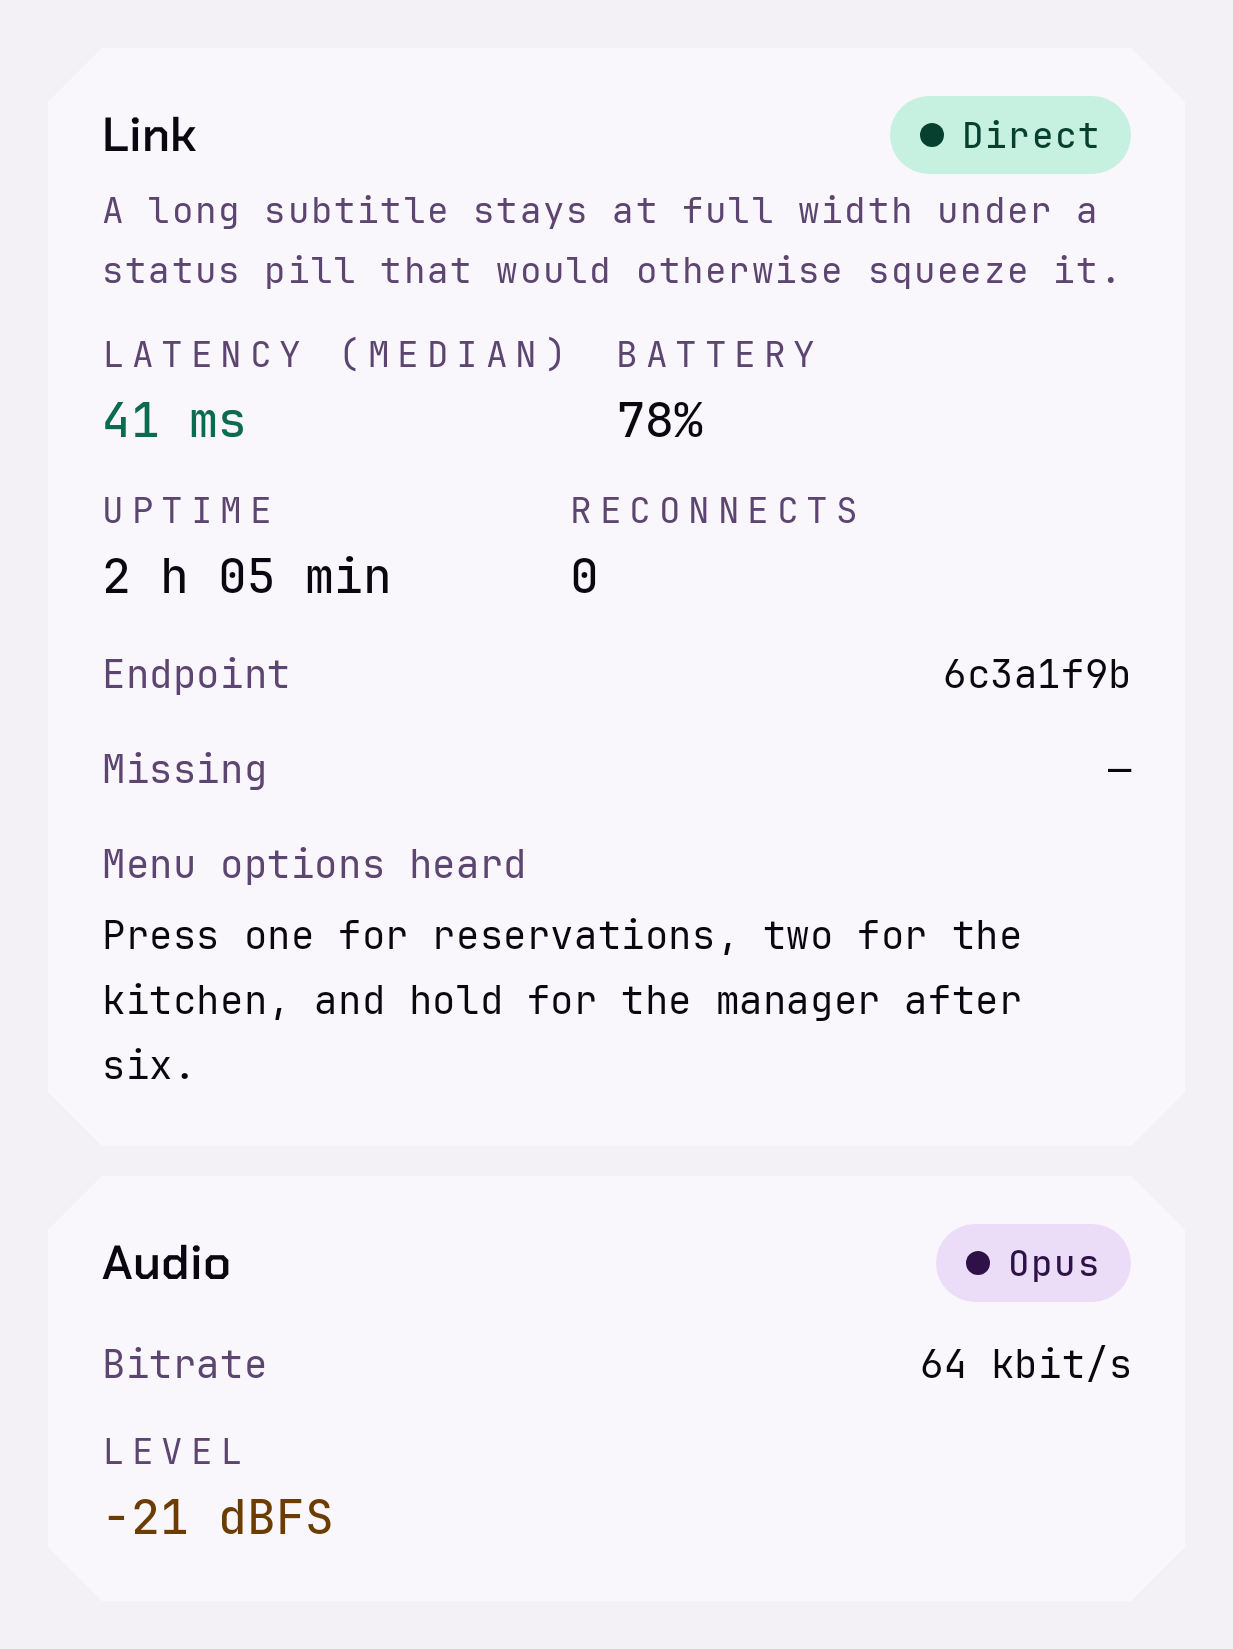 Link
Direct
A long subtitle stays at full width under a
status pill that would otherwise squeeze it.
LATENCY (MEDIAN) BATTERY
41 ms 78%
UPTIME RECONNECTS
2 h 05 min 0
Endpoint 6c3a1f9b
Missing —
Menu options heard
Press one for reservations, two for the
kitchen, and hold for the manager after
six.
Audio
Opus
Bitrate 64 kbit/s
LEVEL
-21 dBFS